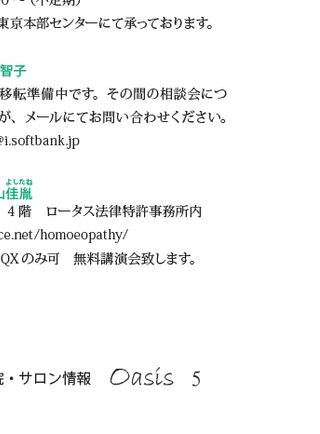 0 〜（不定期）
東京本部センターにて承っております。
智子
移転準備中です。その間の相談会につ
が、メールにてお問い合わせください。
@i.softbank.jp
よしたね
山佳胤
4 階　ロータス法律特許事務所内
ce.net/homoeopathy/
QX のみ可　無料講演会致します。
院・サロン情報　Oasis　5